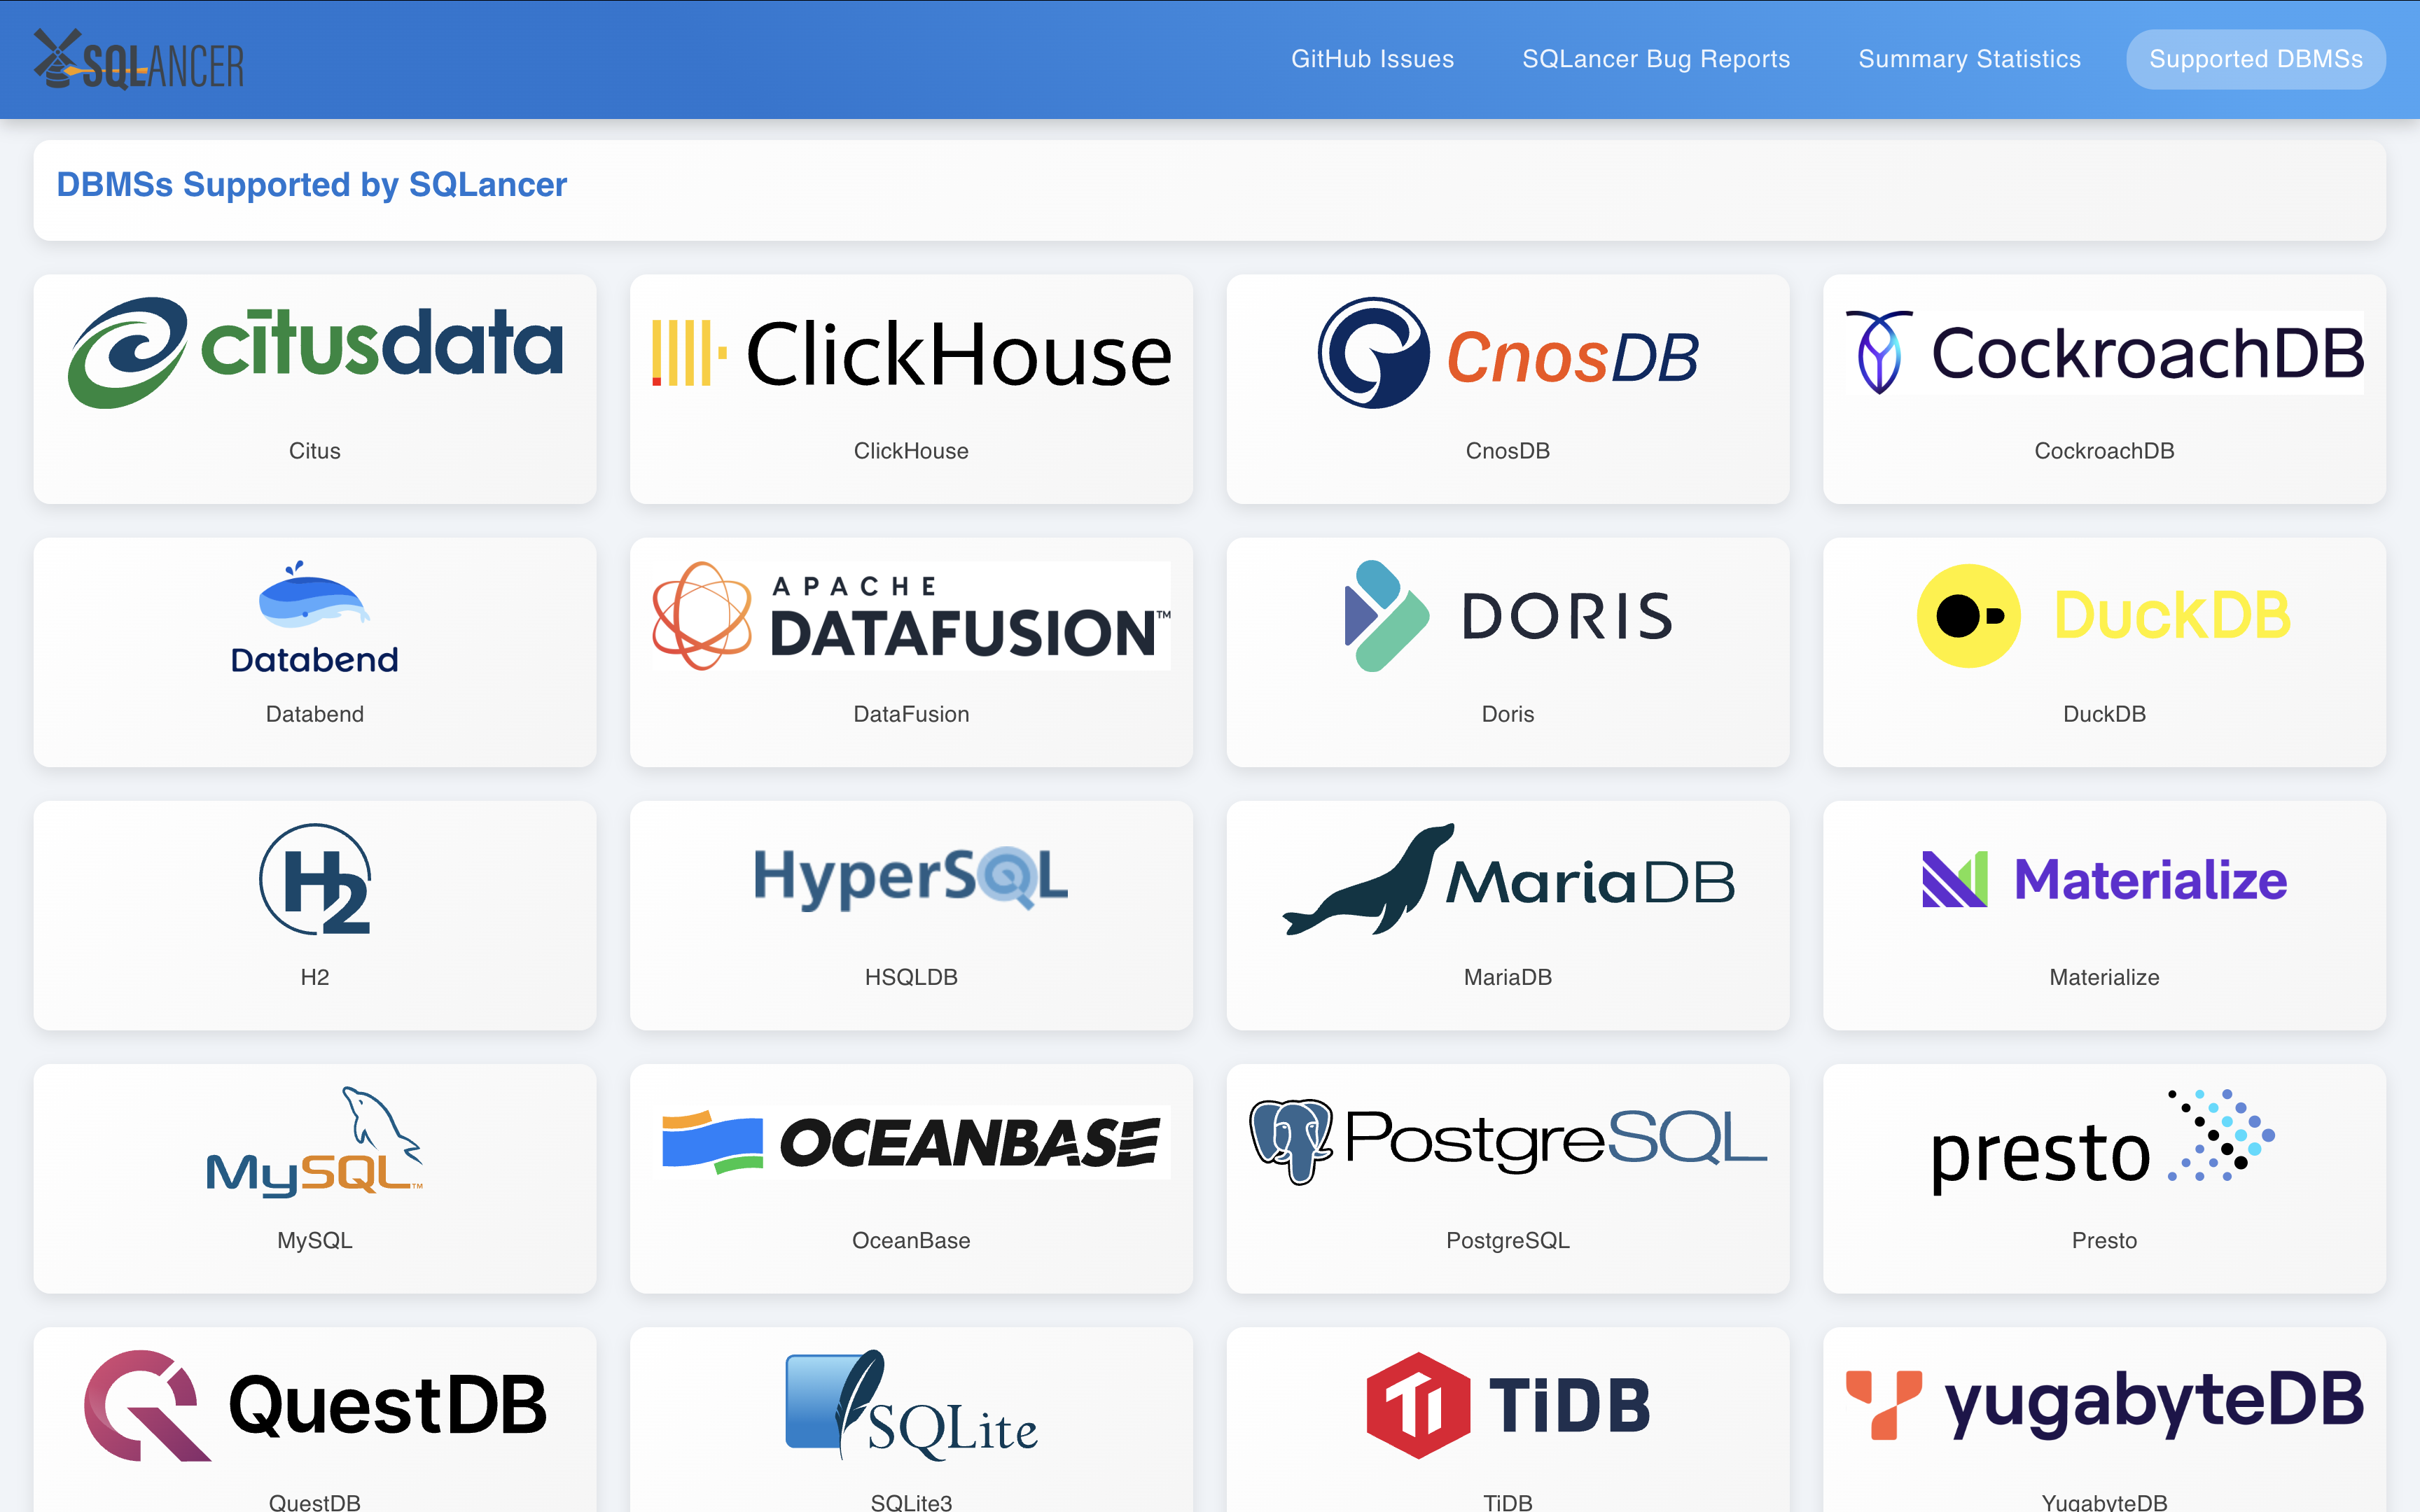 SQLANCER
GitHub Issues
SQLancer Bug Reports
Summary Statistics
Supported DBMSs
DBMSs Supported by SQLancer
cītusdata
ClickHouse
CnosDB
CockroachDB
Citus
ClickHouse
CnosDB
CockroachDB
Databend
APACHE
DATAFUSION™
DORIS
DuckDB
Databend
DataFusion
Doris
DuckDB
H2
HyperSQL
MariaDB
Materialize
H2
HSQLDB
MariaDB
Materialize
MySQL™
OCEANBASE
PostgreSQL
presto
MySQL
OceanBase
PostgreSQL
Presto
QuestDB
SQLite
TiDB
yugabyteDB
QuestDB
SQLite3
TiDB
YugabyteDB